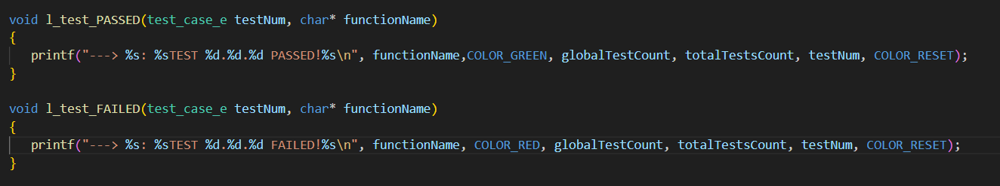 void l_test_PASSED(test_case_e testNum, char* functionName)
{
printf("---> %s: %sTEST %d.%d.%d PASSED!%s\n", functionName,COLOR_GREEN, globalTestCount, totalTestsCount, testNum, COLOR_RESET);
}
void l_test_FAILED(test_case_e testNum, char* functionName)
{
printf("---> %s: %sTEST %d.%d.%d FAILED!%s\n", functionName, COLOR_RED, globalTestCount, totalTestsCount, testNum, COLOR_RESET);
}